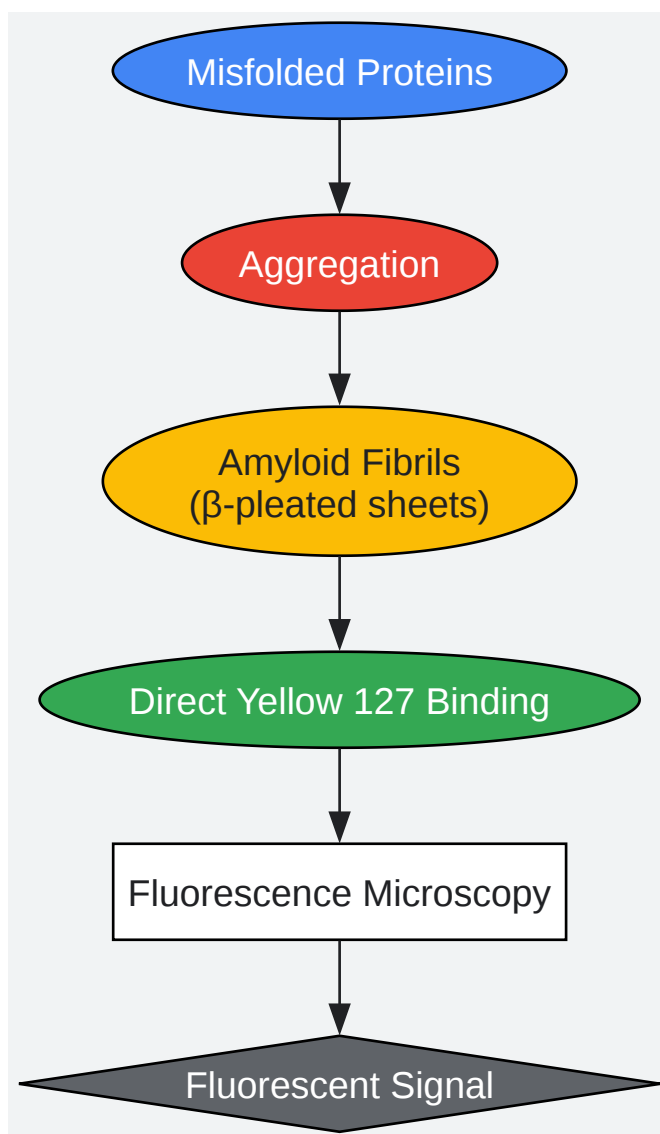 Misfolded Proteins
Aggregation
Amyloid Fibrils
(β-pleated sheets)
Direct Yellow 127 Binding
Fluorescence Microscopy
Fluorescent Signal